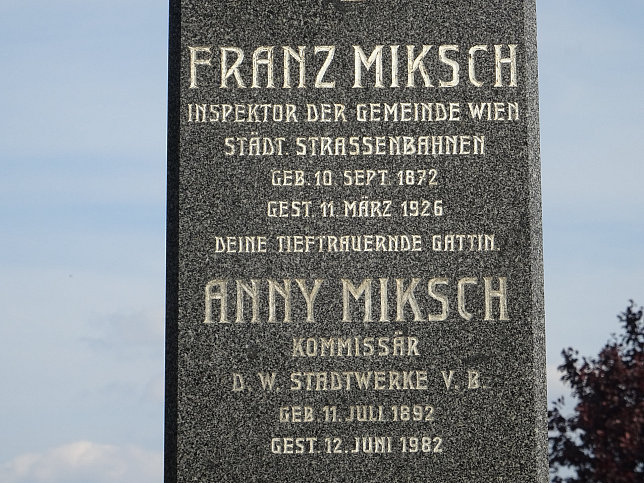 FRANZ MIKSCH
INSPEKTOR DER GEMEINDE WIEN
STÄDT. STRASSENBAHNEN
GEB. 10. SEPT. 1872
GEST. 11. MÄRZ 1926
DEINE TIEFTRAUERNDE GATTIN.
ANNY MIKSCH
KOMMISSÄR
D. W. STADTWERKE V. B.
GEB. 11. JULI 1892
GEST. 12. JUNI 1982